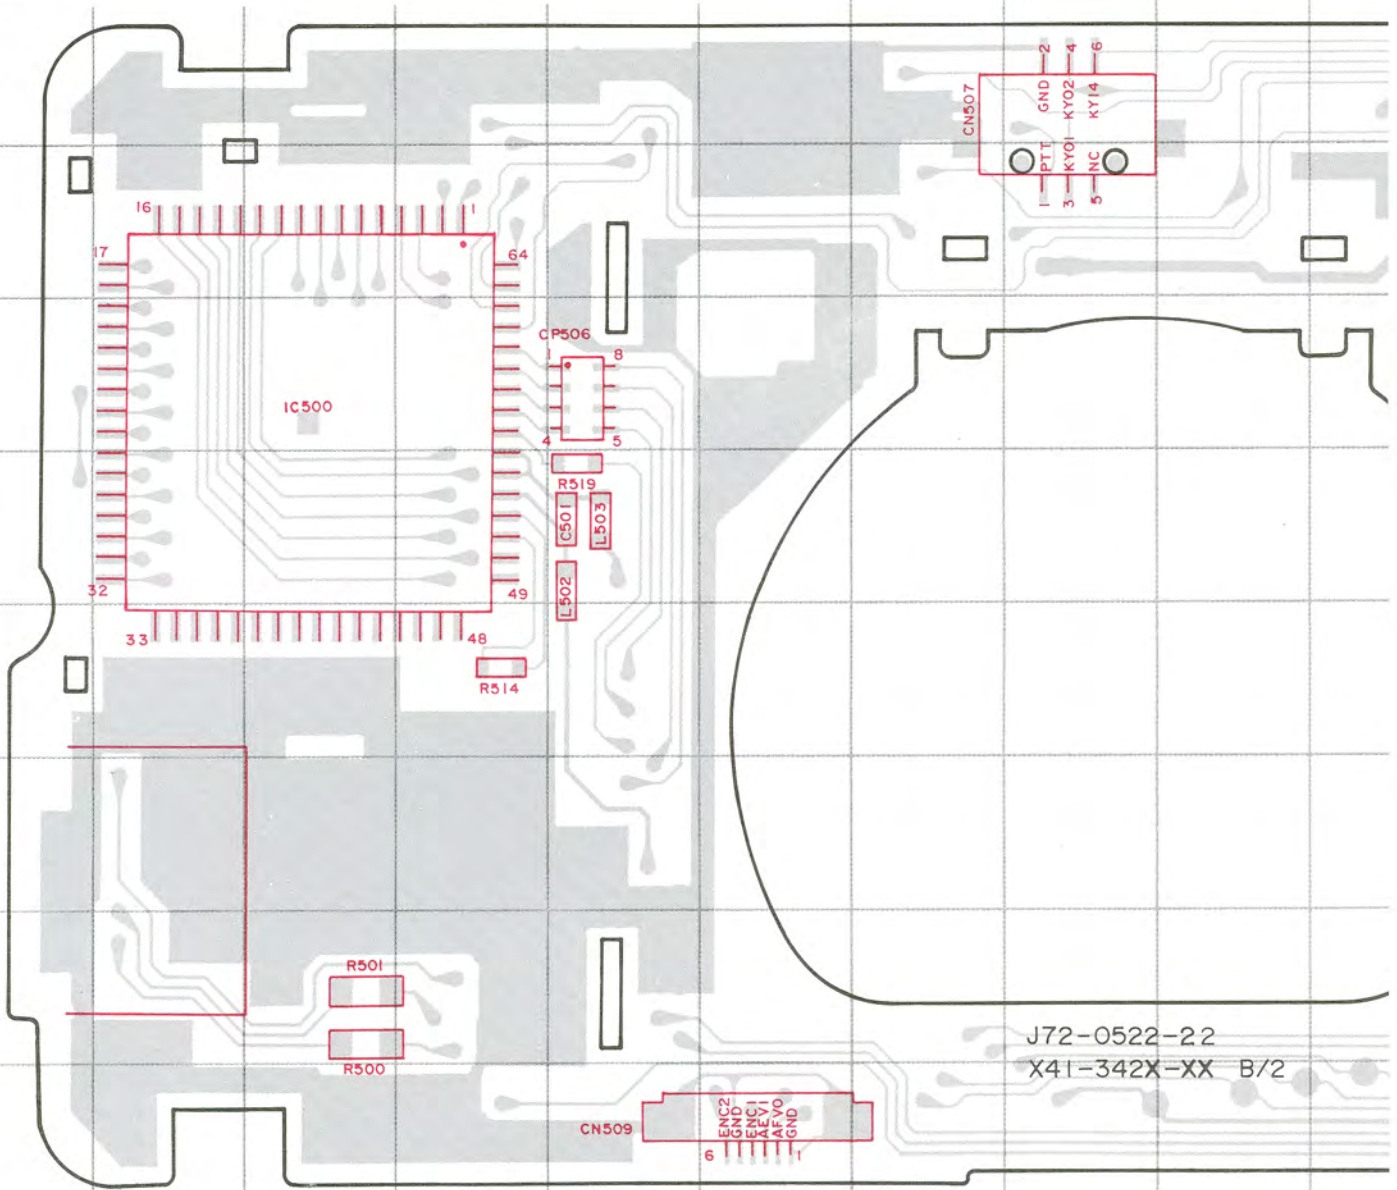 2 4 6
CN507
GND KY02 KY14
PTT KY01 NC
1 3 5
16 1
17 64
CP506
1 8
IC500
4 5
R519
C501 L503
L502
32 49
33 48
R514
R501
R500
J72-0522-22
X41-342X-XX B/2
CN509
ENC2
GND
ENC1
AEV1
AFV0
GND
6 1